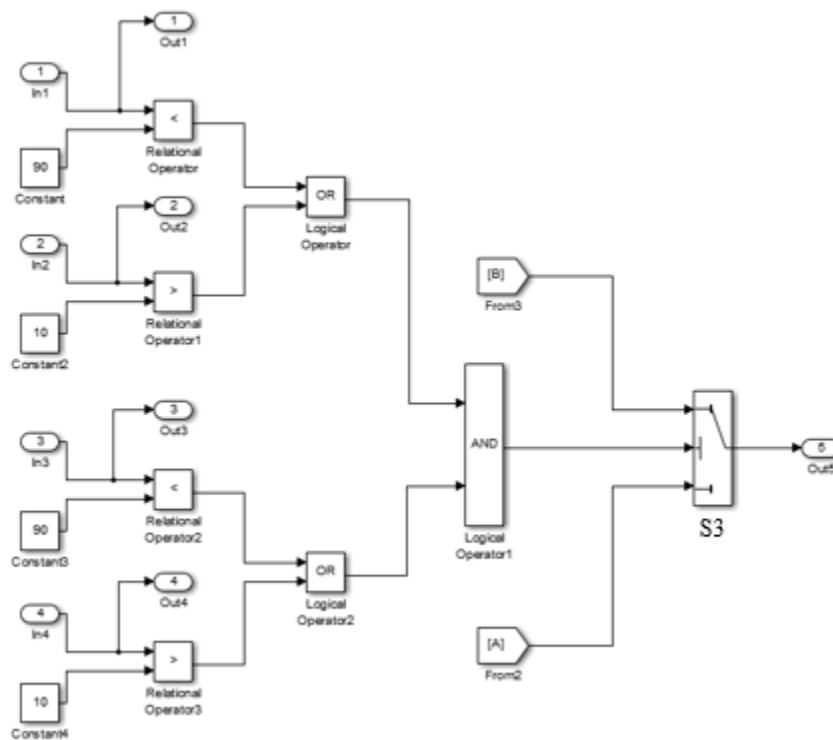 1
Out1
1
In1
<
Relational
Operator
90
Constant
2
Out2
OR
Logical
Operator
2
In2
>
Relational
Operator1
10
Constant2
[B]
From3
3
Out3
AND
Logical
Operator1
3
In3
<
Relational
Operator2
90
Constant3
5
Out5
S3
4
Out4
OR
Logical
Operator2
4
In4
>
Relational
Operator3
10
Constant4
[A]
From2